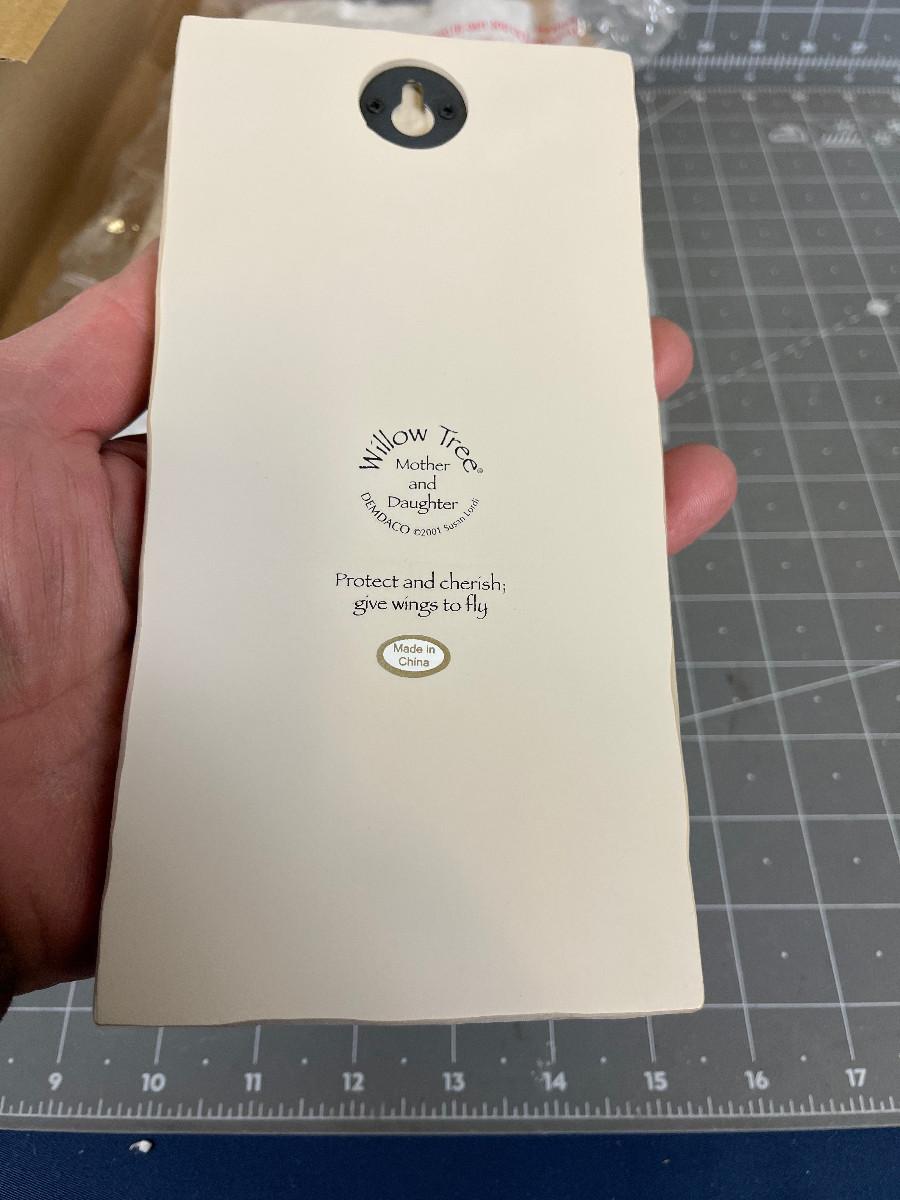 Willow Tree®
Mother
and
Daughter
DEMDACO ©2001 Susan Lordi
Protect and cherish;
give wings to fly
Made in
China
9 10 11 12 13 14 15 16 17